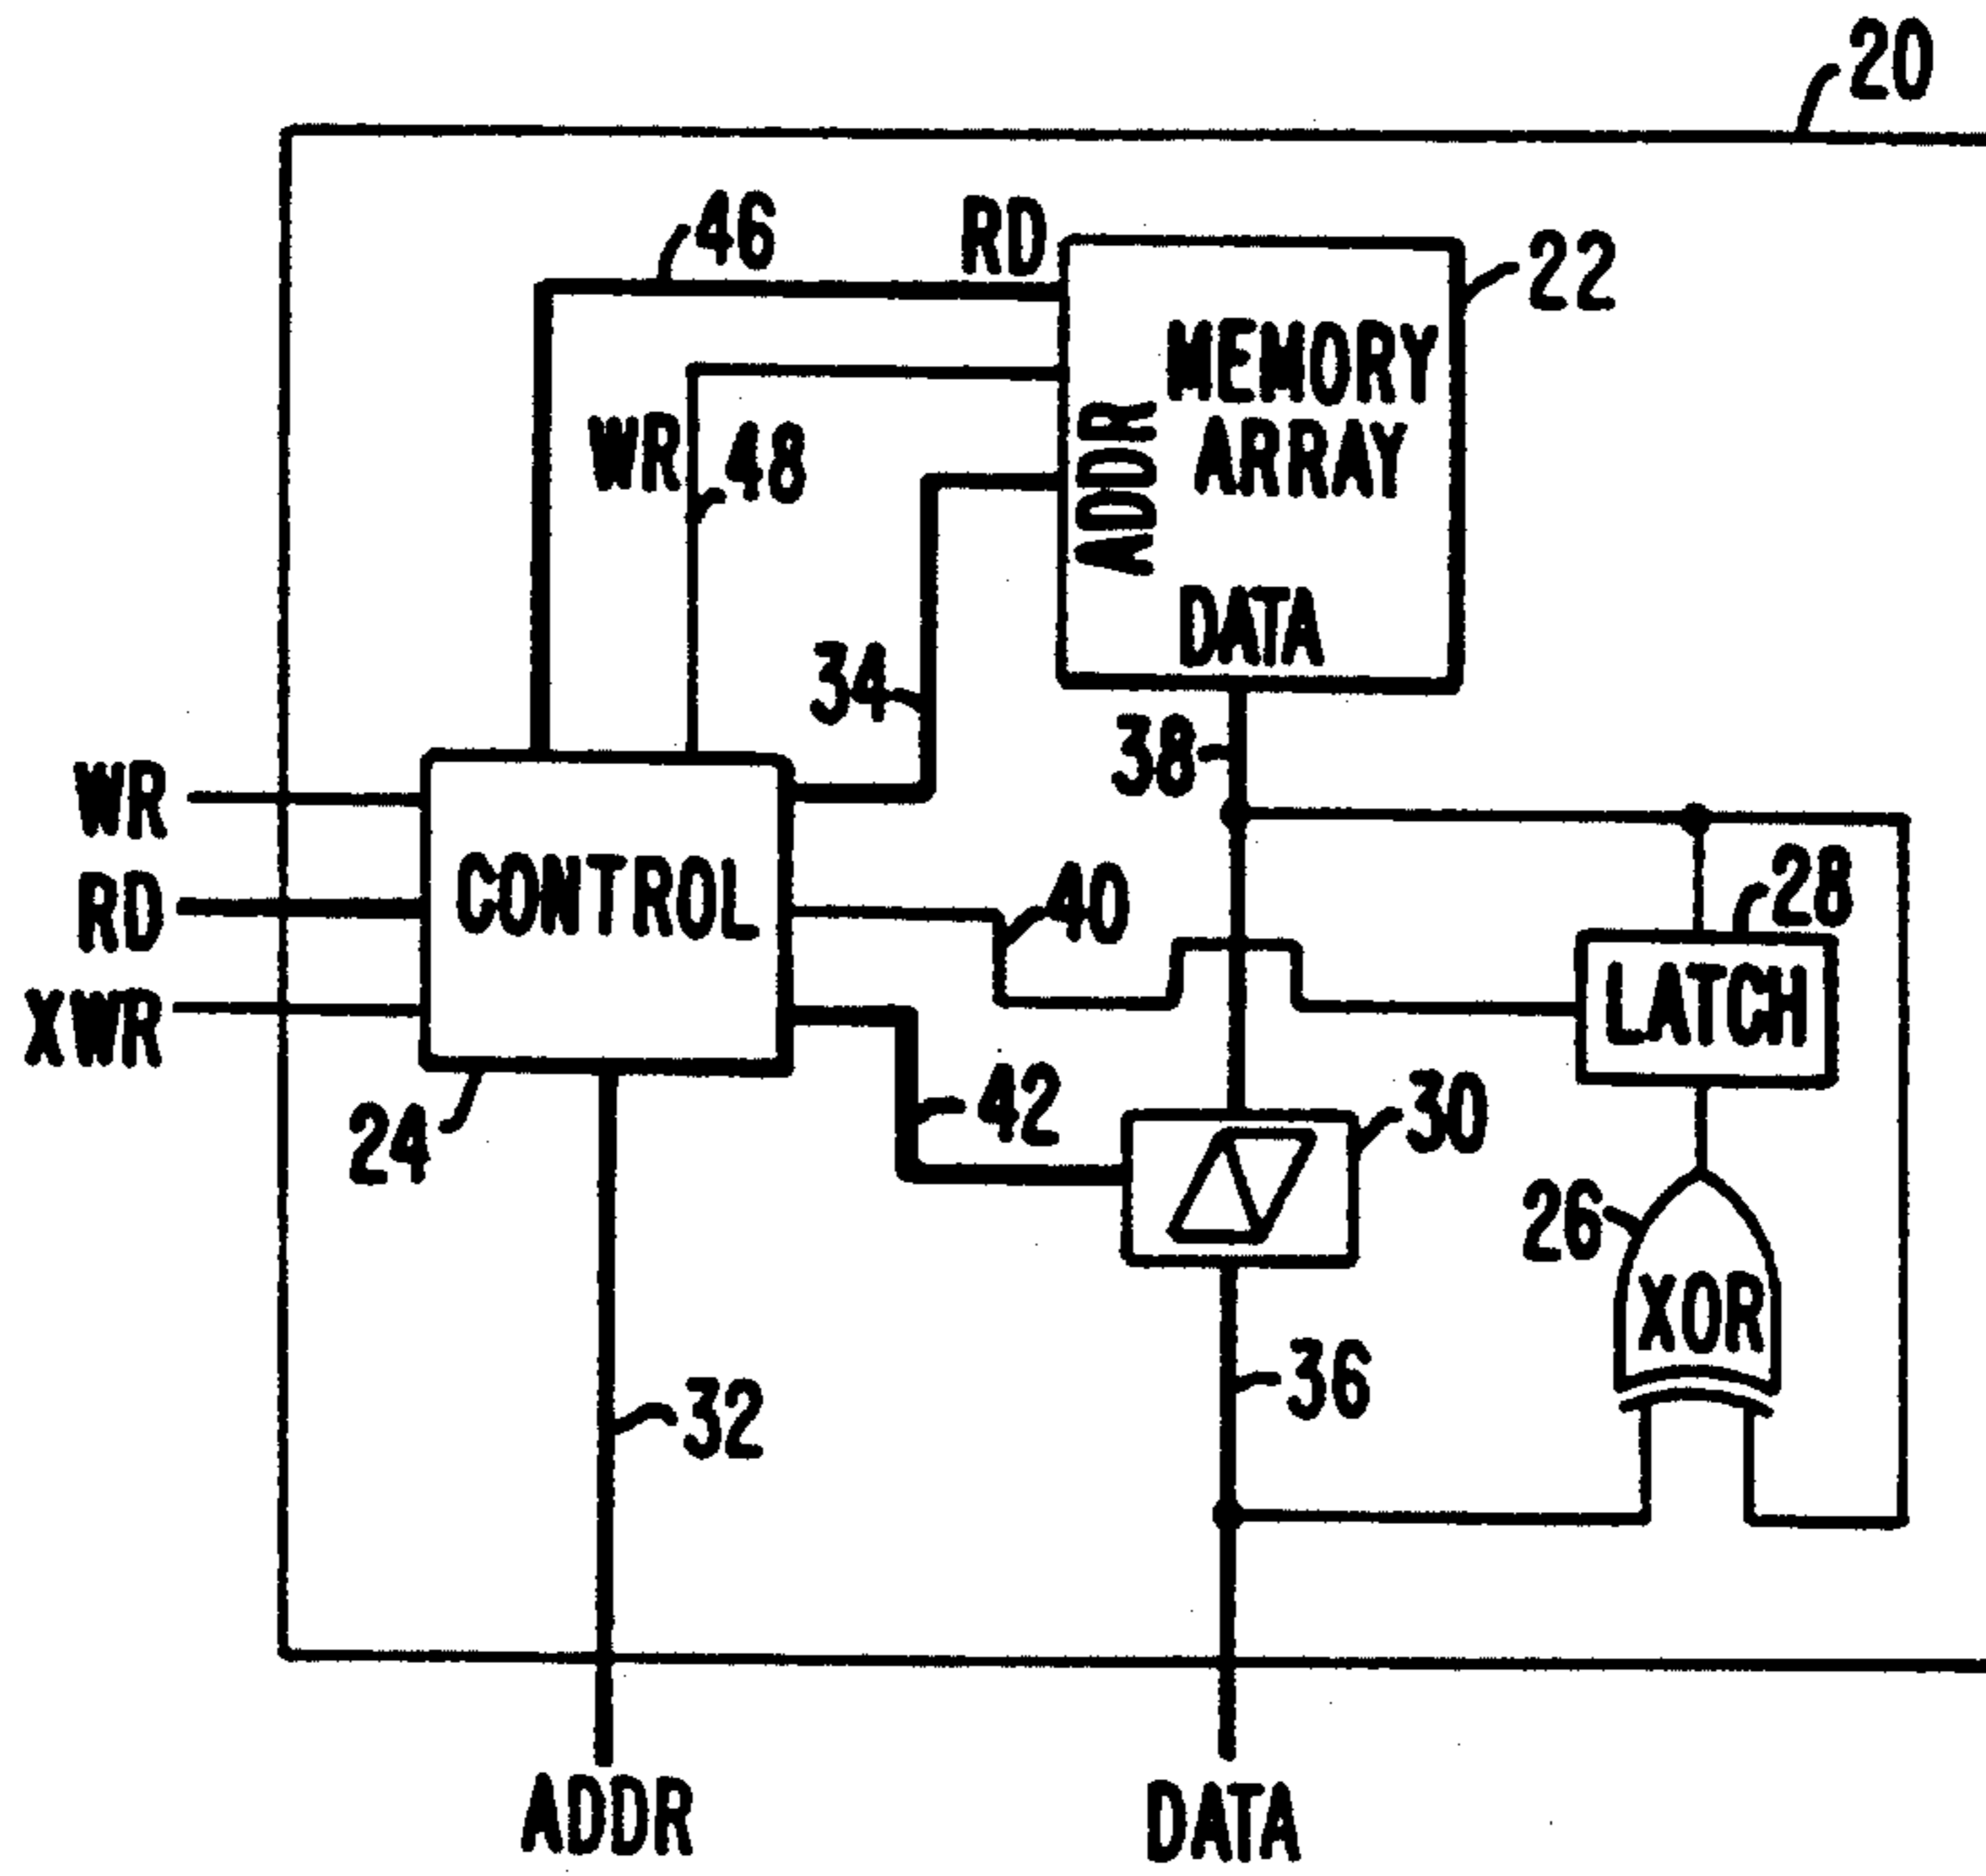 20
46
RD
22
MEMORY
ARRAY
WR
48
ADDR
DATA
34
38
WR
CONTROL
RD
40
28
LATCH
XWR
42
30
24
26
XOR
36
32
ADDR
DATA